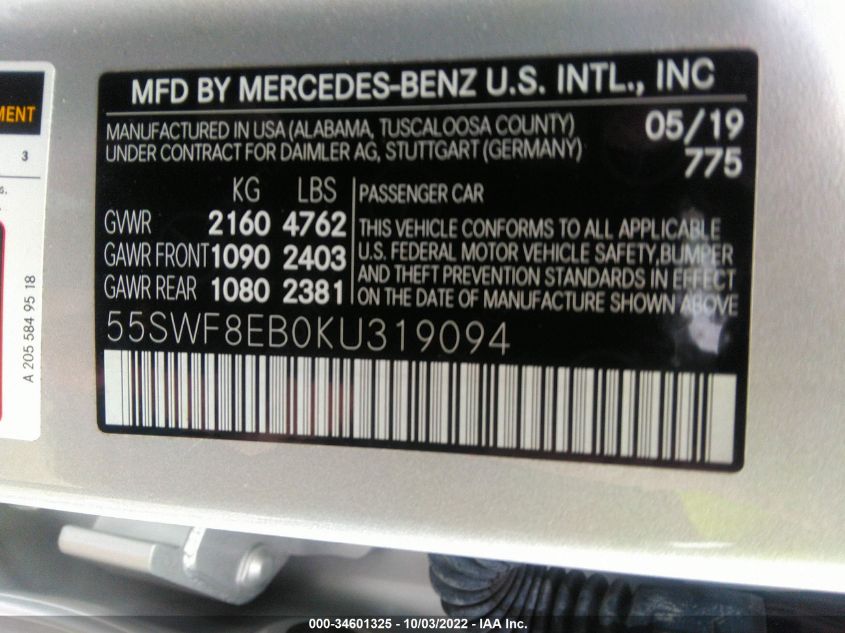 MFD BY MERCEDES-BENZ U.S. INTL., INC
MANUFACTURED IN USA (ALABAMA, TUSCALOOSA COUNTY) 05/19
UNDER CONTRACT FOR DAIMLER AG, STUTTGART (GERMANY) 775
KG LBS
GVWR 2160 4762
GAWR FRONT 1090 2403
GAWR REAR 1080 2381
PASSENGER CAR
THIS VEHICLE CONFORMS TO ALL APPLICABLE
U.S. FEDERAL MOTOR VEHICLE SAFETY, BUMPER
AND THEFT PREVENTION STANDARDS IN EFFECT
ON THE DATE OF MANUFACTURE SHOWN ABOVE
55SWF8EB0KU319094
MENT
3
s.
A 205 584 95 18
000-34601325 - 10/03/2022 - IAA Inc.